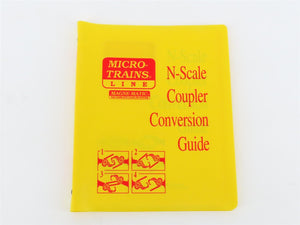 MICRO-
TRAINS®
LINE
MAGNE-MATIC
N-Scale
Coupler
Conversion
Guide
1
2
3
4